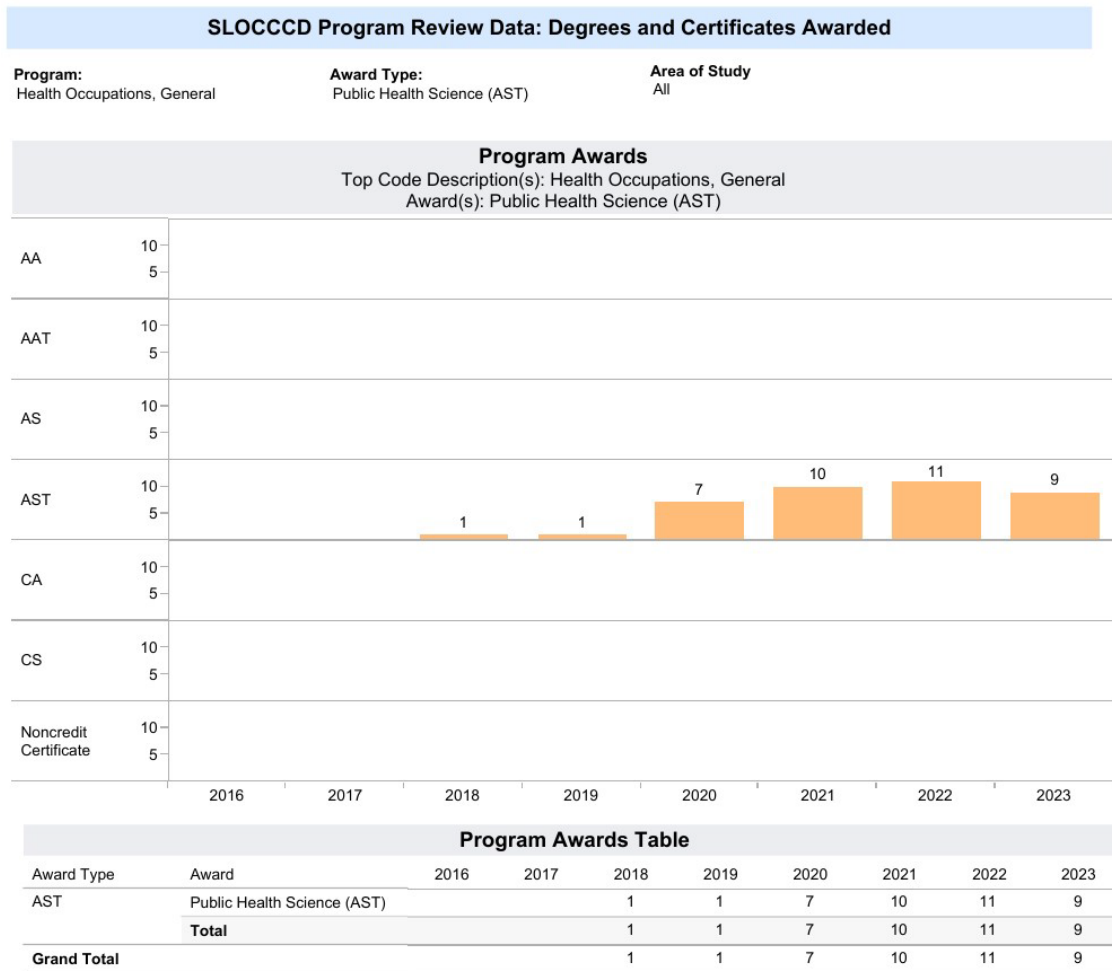 SLOCCCD Program Review Data: Degrees and Certificates Awarded
Program: Award Type: Area of Study
Health Occupations, General Public Health Science (AST) All
Program Awards
Top Code Description(s): Health Occupations, General
Award(s): Public Health Science (AST)
AA 10 5
AAT 10 5
AS 10 5
AST 10 5 1 1 7 10 11 9
CA 10 5
CS 10 5
Noncredit Certificate 10 5
2016 2017 2018 2019 2020 2021 2022 2023
Program Awards Table
Award Type Award 2016 2017 2018 2019 2020 2021 2022 2023
AST Public Health Science (AST) 1 1 7 10 11 9
Total 1 1 7 10 11 9
Grand Total 1 1 7 10 11 9